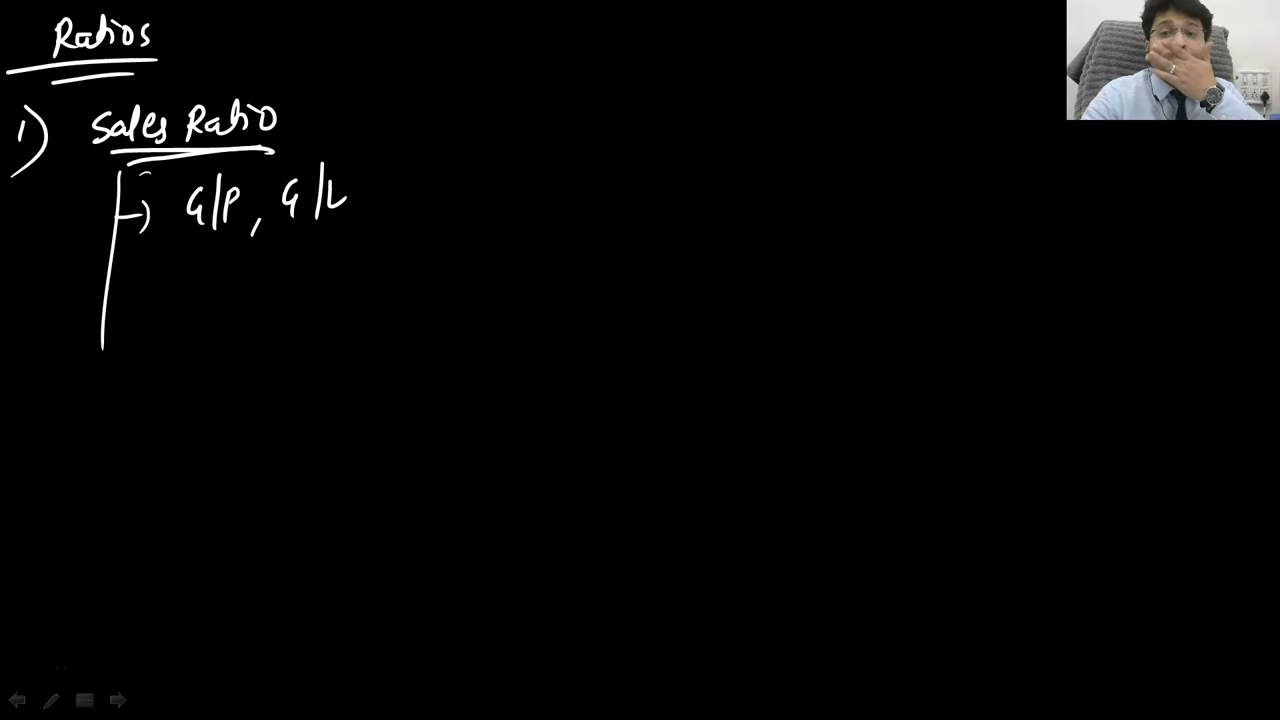 Ratios
1) Sales Ratio
→ G/P, G/L